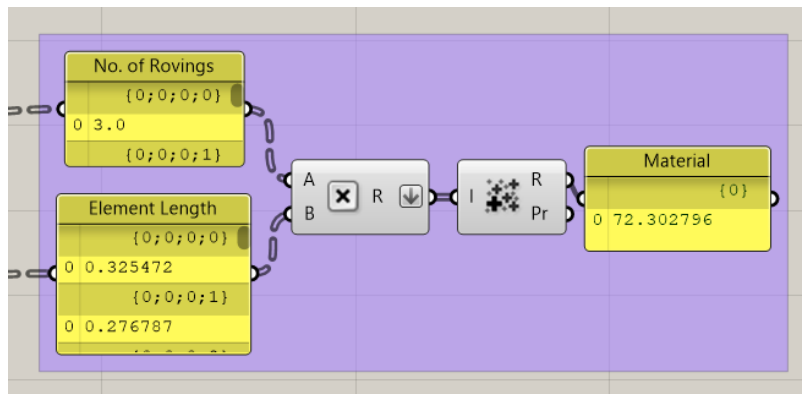 No. of Rovings
{0;0;0;0}
0 3.0
{0;0;0;1}
Element Length
{0;0;0;0}
0 0.325472
{0;0;0;1}
0 0.276787
A
B
R
I
R
Pr
Material
{0}
0 72.302796